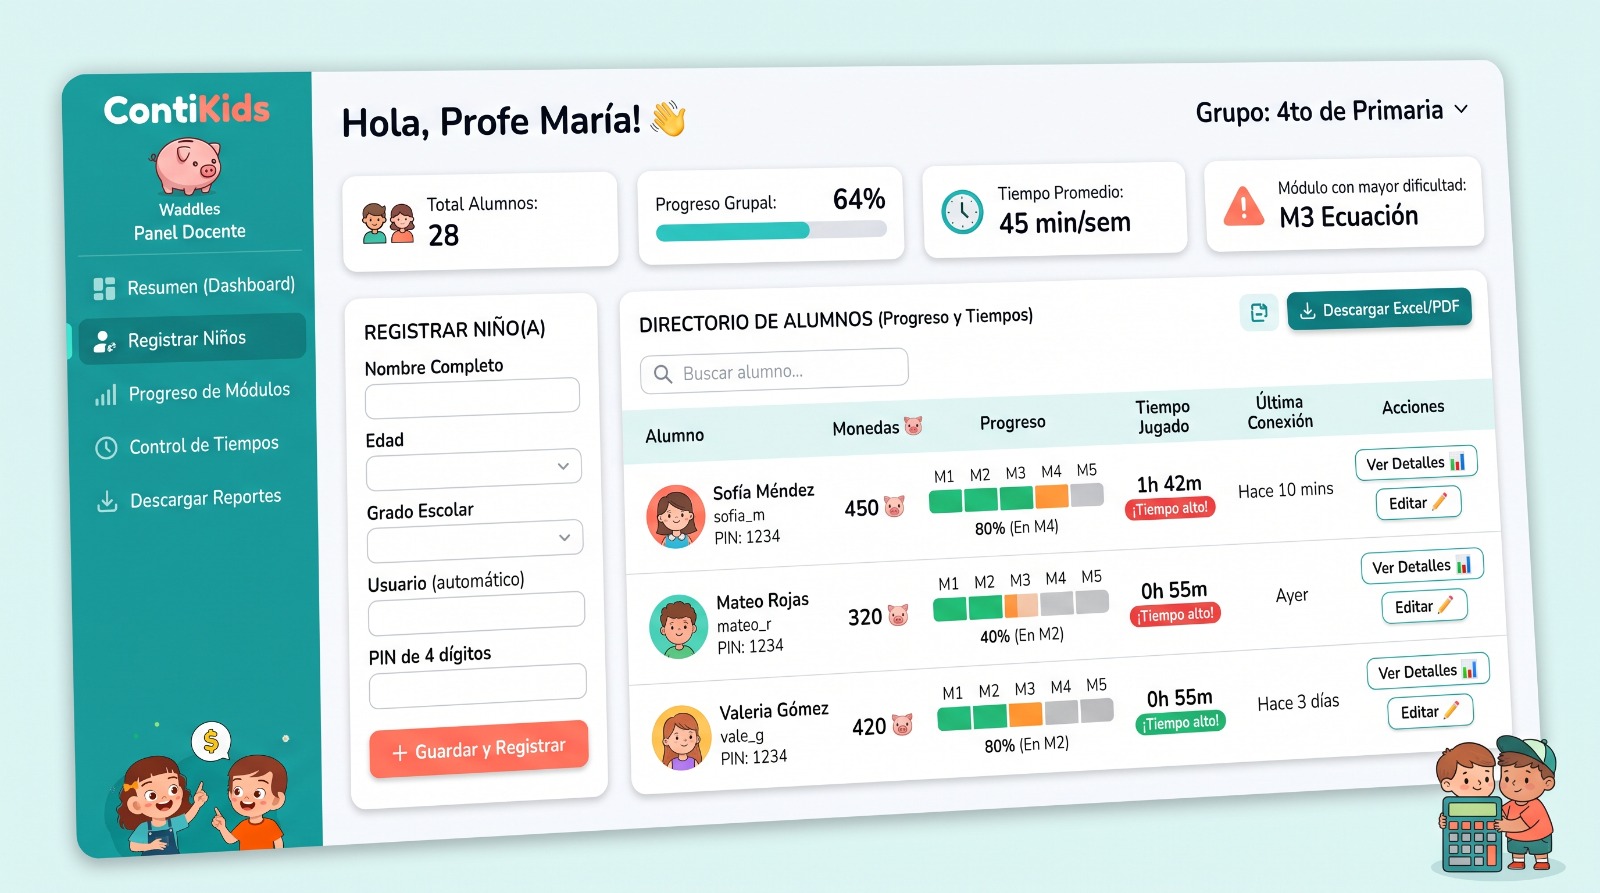 ContiKids
Waddles
Panel Docente
Resumen (Dashboard)
Registrar Niños
Progreso de Módulos
Control de Tiempos
Descargar Reportes
$
Hola, Profe María!
Grupo: 4to de Primaria
Total Alumnos:
28
Progreso Grupal: 64%
Tiempo Promedio:
45 min/sem
Módulo con mayor dificultad:
M3 Ecuación
REGISTRAR NIÑO(A)
Nombre Completo
Edad
Grado Escolar
Usuario (automático)
PIN de 4 dígitos
+ Guardar y Registrar
DIRECTORIO DE ALUMNOS (Progreso y Tiempos)
Descargar Excel/PDF
Buscar alumno...
Alumno
Monedas
Progreso
Tiempo
Jugado
Última
Conexión
Acciones
Sofía Méndez
sofia_m
PIN: 1234
450
M1 M2 M3 M4 M5
80% (En M4)
1h 42m
¡Tiempo alto!
Hace 10 mins
Ver Detalles
Editar
Mateo Rojas
mateo_r
PIN: 1234
320
M1 M2 M3 M4 M5
40% (En M2)
0h 55m
¡Tiempo alto!
Ayer
Ver Detalles
Editar
Valeria Gómez
vale_g
PIN: 1234
420
M1 M2 M3 M4 M5
80% (En M2)
0h 55m
¡Tiempo alto!
Hace 3 días
Ver Detalles
Editar